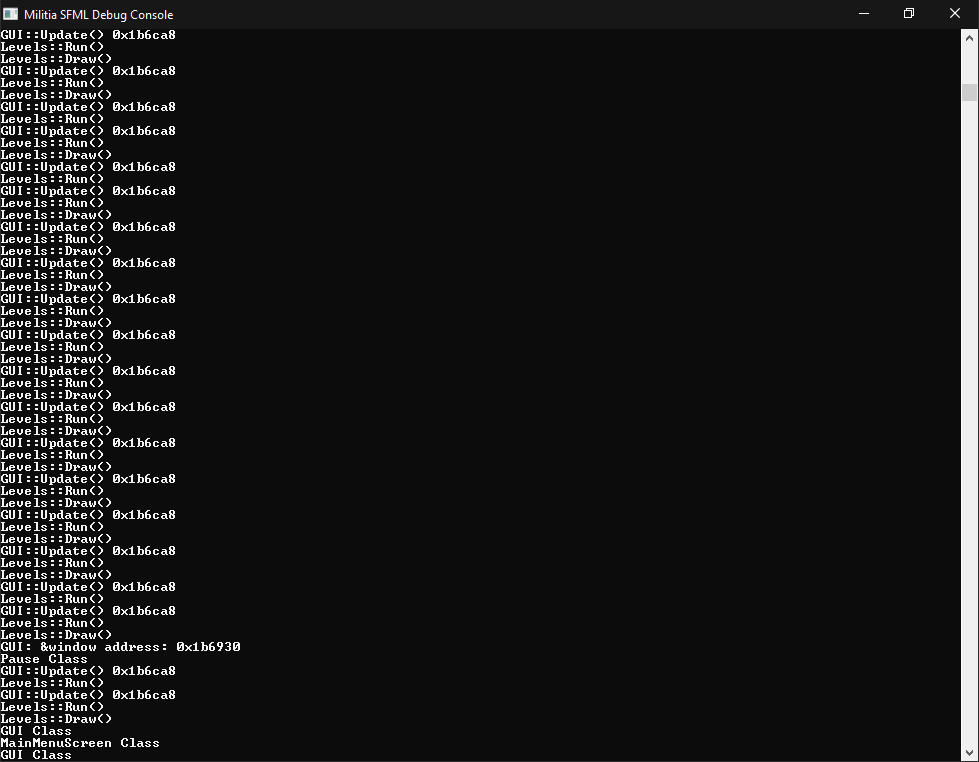 Militia SFML Debug Console
GUI::Update() 0x1b6ca8
Levels::Run()
Levels::Draw()
GUI::Update() 0x1b6ca8
Levels::Run()
Levels::Draw()
GUI::Update() 0x1b6ca8
Levels::Run()
GUI::Update() 0x1b6ca8
Levels::Run()
Levels::Draw()
GUI::Update() 0x1b6ca8
Levels::Run()
GUI::Update() 0x1b6ca8
Levels::Run()
Levels::Draw()
GUI::Update() 0x1b6ca8
Levels::Run()
Levels::Draw()
GUI::Update() 0x1b6ca8
Levels::Run()
Levels::Draw()
GUI::Update() 0x1b6ca8
Levels::Run()
Levels::Draw()
GUI::Update() 0x1b6ca8
Levels::Run()
Levels::Draw()
GUI::Update() 0x1b6ca8
Levels::Run()
Levels::Draw()
GUI::Update() 0x1b6ca8
Levels::Run()
Levels::Draw()
GUI::Update() 0x1b6ca8
Levels::Run()
Levels::Draw()
GUI::Update() 0x1b6ca8
Levels::Run()
Levels::Draw()
GUI::Update() 0x1b6ca8
Levels::Run()
Levels::Draw()
GUI::Update() 0x1b6ca8
Levels::Run()
Levels::Draw()
GUI::Update() 0x1b6ca8
Levels::Run()
GUI::Update() 0x1b6ca8
Levels::Run()
Levels::Draw()
GUI: &window address: 0x1b6930
Pause Class
GUI::Update() 0x1b6ca8
Levels::Run()
GUI::Update() 0x1b6ca8
Levels::Run()
Levels::Draw()
GUI Class
MainMenuScreen Class
GUI Class